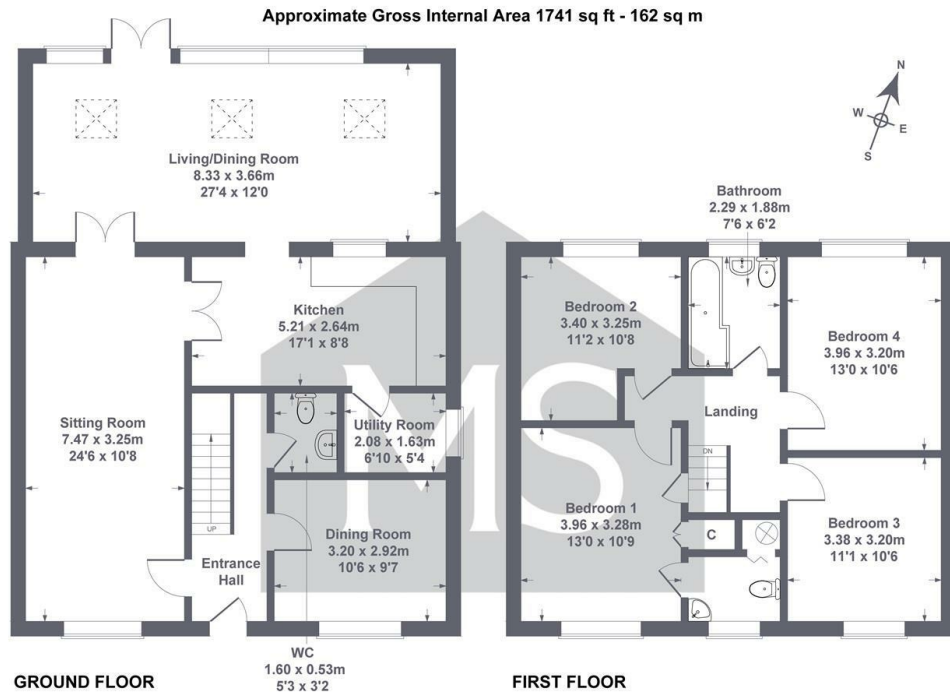 Approximate Gross Internal Area 1741 sq ft - 162 sq m
N
W
E
S
Living/Dining Room
8.33 x 3.66m
27'4 x 12'0
Bathroom
2.29 x 1.88m
7'6 x 6'2
Kitchen
5.21 x 2.64m
17'1 x 8'8
Bedroom 2
3.40 x 3.25m
11'2 x 10'8
Bedroom 4
3.96 x 3.20m
13'0 x 10'6
Sitting Room
7.47 x 3.25m
24'6 x 10'8
Utility Room
2.08 x 1.63m
6'10 x 5'4
Landing
DN
UP
MS
Bedroom 1
3.96 x 3.28m
13'0 x 10'9
Dining Room
3.20 x 2.92m
10'6 x 9'7
C
Bedroom 3
3.38 x 3.20m
11'1 x 10'6
Entrance
Hall
WC
1.60 x 0.53m
5'3 x 3'2
GROUND FLOOR
FIRST FLOOR